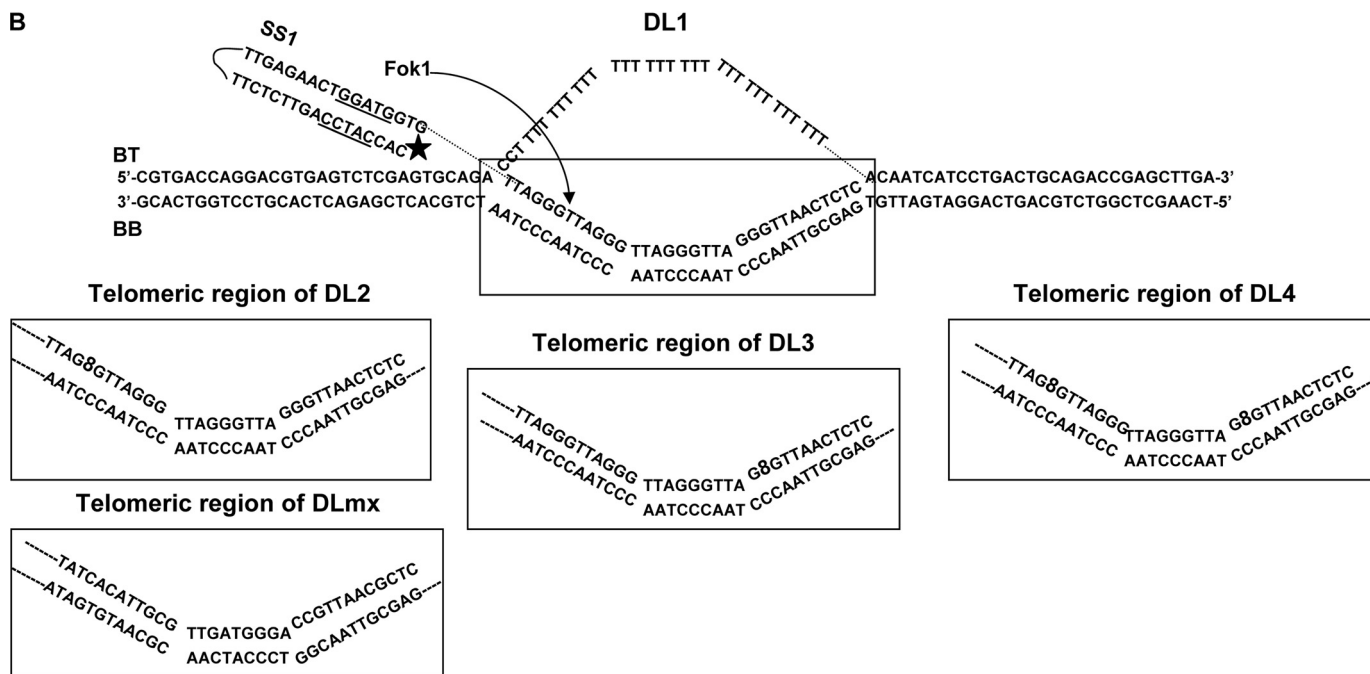 B
SS1
DL1
TTGAGAACTGGATGGTG
TTCTCTTGACCTACCAC
Fok1
CCT TTT TTT TTT
TTT TTT TTT
TTT TTT TTT TTT
BT
5'-CGTGACCAGGACGTGAGTCTCGAGTGCAGA
TTAGGGTTAGGG
TTAGGGTTA
GGGTTAACTCTC
ACAATCATCCTGACTGCAGACCGAGCTTGA-3'
3'-GCACTGGTCCTGCACTCAGAGCTCACGTCT
AATCCCAATCCC
AATCCCAAT
CCCAATTGCGAG
TGTTAGTAGGACTGACGTCTGGCTCGAACT-5'
BB
Telomeric region of DL2
-----TTAG8GTTAGGG
TTAGGGTTA
GGGTTAACTCTC
-----AATCCCAATCCC
AATCCCAAT
CCCAATTGCGAG----
Telomeric region of DL3
-----TTAGGGTTAGGG
TTAGGGTTA
G8GTTAACTCTC
-----AATCCCAATCCC
AATCCCAAT
CCCAATTGCGAG----
Telomeric region of DL4
-----TTAG8GTTAGGG
TTAGGGTTA
G8GTTAACTCTC
-----AATCCCAATCCC
AATCCCAAT
CCCAATTGCGAG----
Telomeric region of DLmx
-----TATCACATTGCG
TTGATGGGA
CCGTTAACGCTC
-----ATAGTGTAACGC
AACTACCCT
GGCAATTGCGAG----